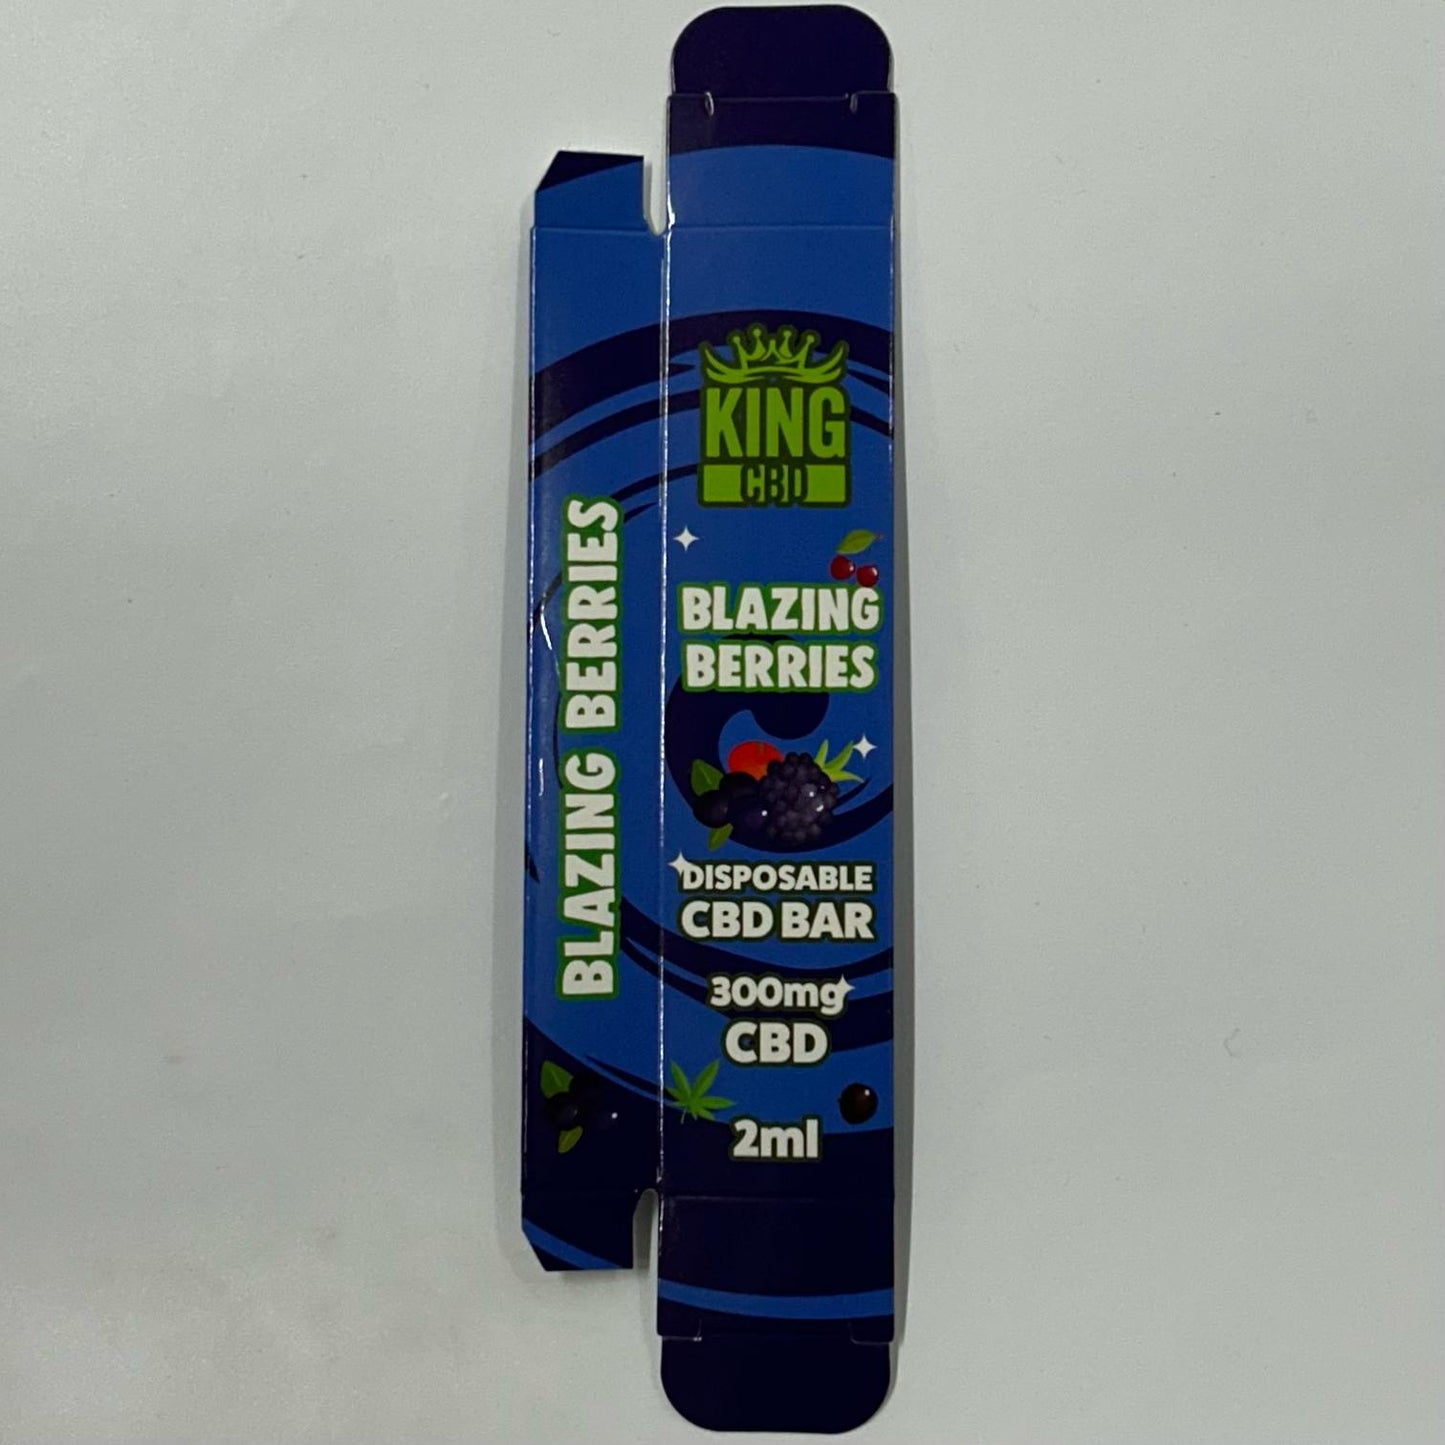 BLAZING BERRIES
KING
CBD
BLAZING
BERRIES
DISPOSABLE
CBD BAR
300mg
CBD
2ml